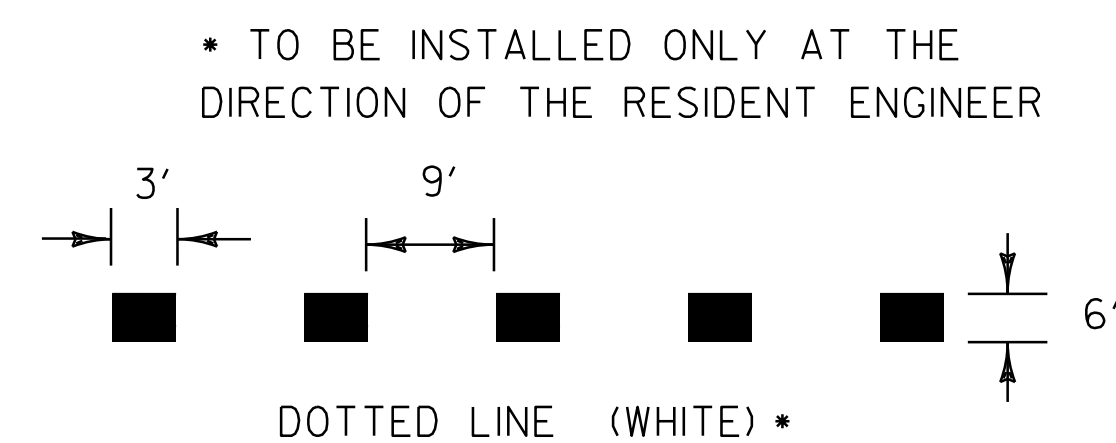 * TO BE INSTALLED ONLY AT THE
DIRECTION OF THE RESIDENT ENGINEER
3' 9'
6'
DOTTED LINE (WHITE) *